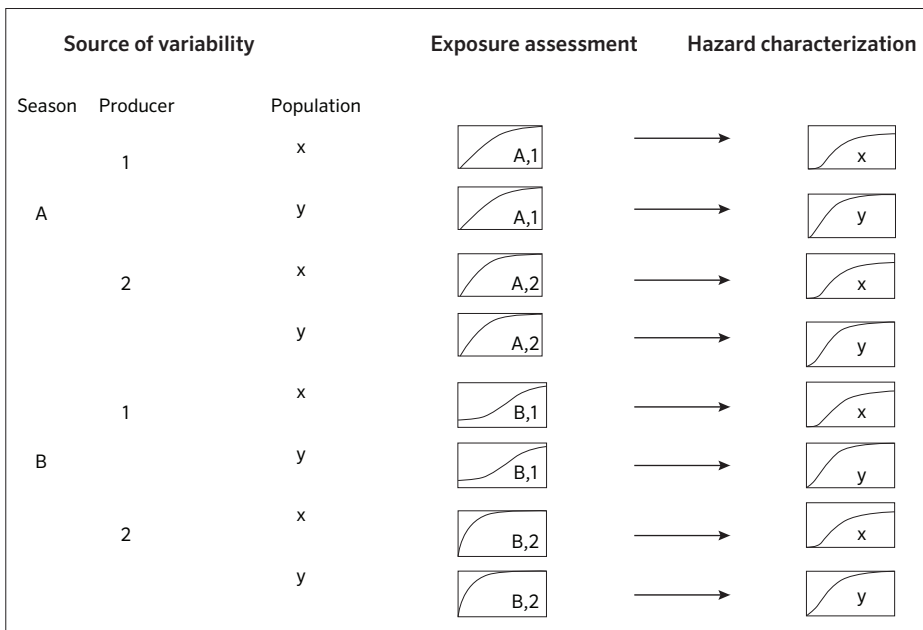 Source of variability Exposure assessment Hazard characterization
Season Producer Population
x
A,1
x
1
A
y
A,1
y
2
x
A,2
x
y
A,2
y
1
x
B,1
x
B
y
B,1
y
2
x
B,2
x
y
B,2
y